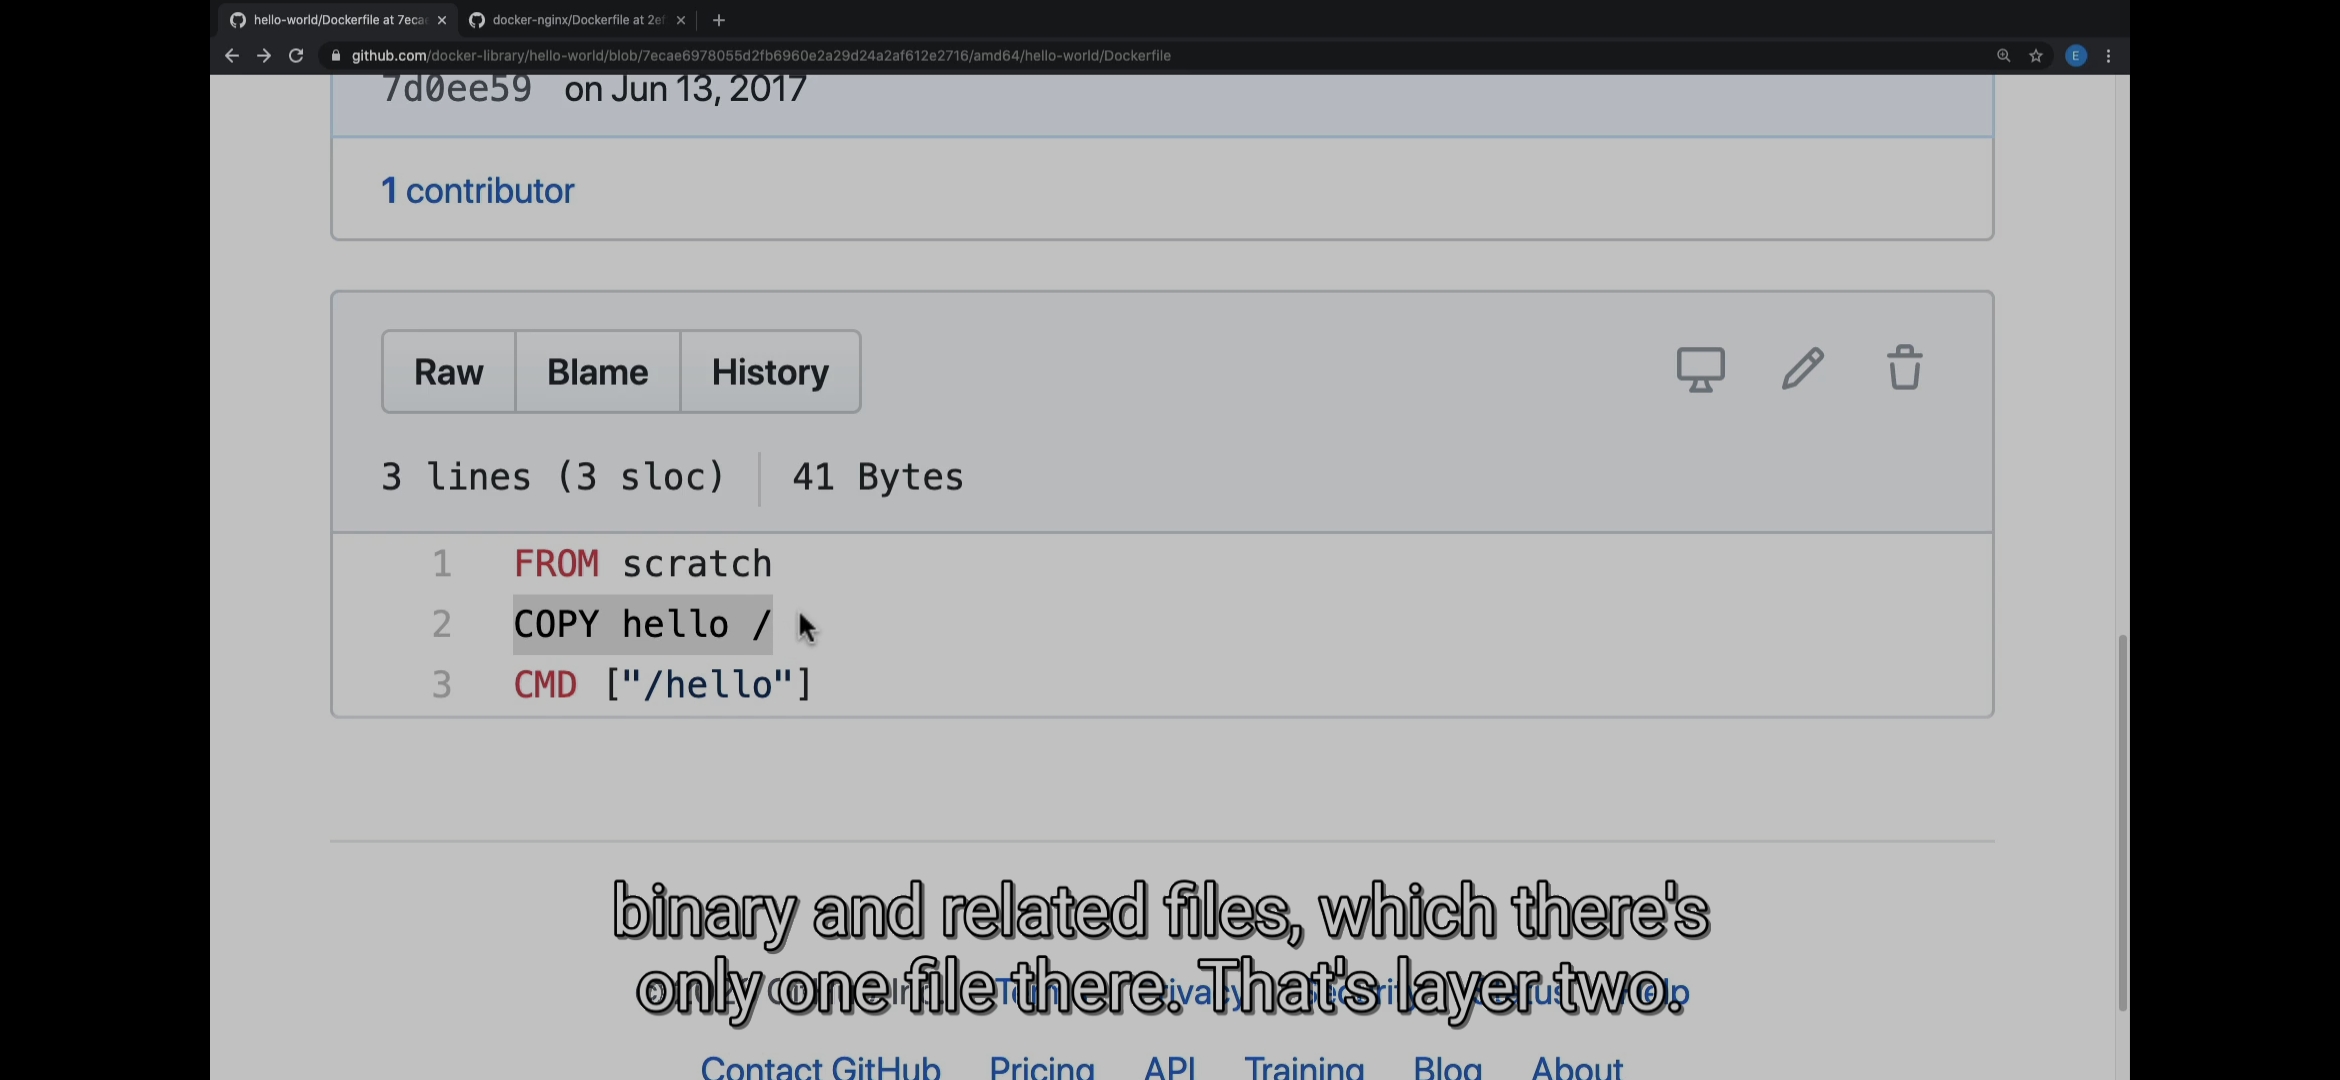 hello-world/Dockerfile at 7eca
docker-nginx/Dockerfile at 2ef
github.com/docker-library/hello-world/blob/7ecae6978055d2fb6960e2a29d24a2af612e2716/amd64/hello-world/Dockerfile
E
7d0ee59 on Jun 13, 2017
1 contributor
Raw Blame History
3 lines (3 sloc) 41 Bytes
1 FROM scratch
2 COPY hello /
3 CMD ["/hello"]
binary and related files, which there's
only one file there. That's layer two.
Contact GitHub Pricing API Training Blog About